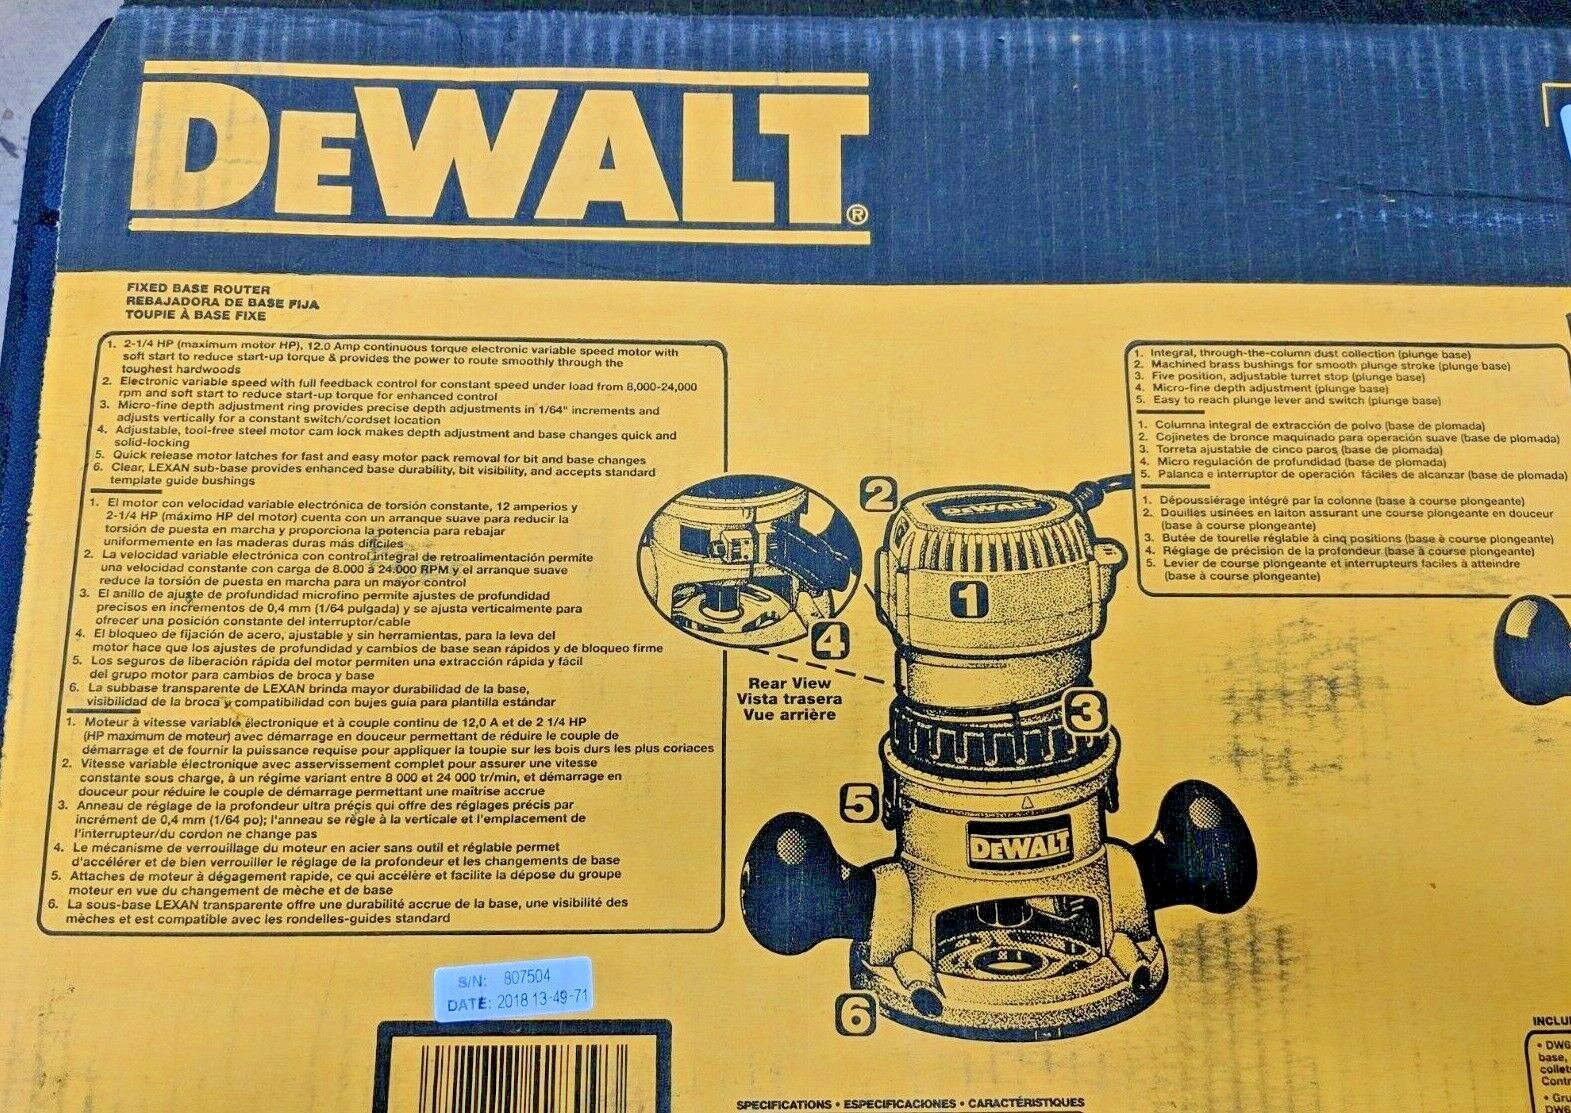 DEWALT®
FIXED BASE ROUTER
REBAJADORA DE BASE FIJA
TOUPIE À BASE FIXE
1. 2-1/4 HP (maximum motor HP), 12.0 Amp continuous torque electronic variable speed motor with
soft start to reduce start-up torque & provides the power to route smoothly through the
toughest hardwoods
2. Electronic variable speed with full feedback control for constant speed under load from 8,000-24,000
rpm and soft start to reduce start-up torque for enhanced control
3. Micro-fine depth adjustment ring provides precise depth adjustments in 1/64" increments and
adjusts vertically for a constant switch/cordset location
4. Adjustable, tool-free steel motor cam lock makes depth adjustment and base changes quick and
solid-locking
5. Quick release motor latches for fast and easy motor pack removal for bit and base changes
6. Clear, LEXAN sub-base provides enhanced base durability, bit visibility, and accepts standard
template guide bushings
1. El motor con velocidad variable electrónica de torsión constante, 12 amperios y
2-1/4 HP (máximo HP del motor) cuenta con un arranque suave para reducir la
torsión de puesta en marcha y proporciona la potencia para rebajar
uniformemente en las maderas duras más difíciles
2. La velocidad variable electrónica con control integral de retroalimentación permite
una velocidad constante con carga de 8.000 a 24.000 RPM y el arranque suave
reduce la torsión de puesta en marcha para un mayor control
3. El anillo de ajuste de profundidad microfino permite ajustes de profundidad
precisos en incrementos de 0,4 mm (1/64 pulgada) y se ajusta verticalmente para
ofrecer una posición constante del interruptor/cable
4. El bloqueo de fijación de acero, ajustable y sin herramientas, para la leva del
motor hace que los ajustes de profundidad y cambios de base sean rápidos y de bloqueo firme
5. Los seguros de liberación rápida del motor permiten una extracción rápida y fácil
del grupo motor para cambios de broca y base
6. La subbase transparente de LEXAN brinda mayor durabilidad de la base,
visibilidad de la broca y compatibilidad con bujes guía para plantilla estándar
1. Moteur à vitesse variable électronique et à couple continu de 12,0 A et de 2 1/4 HP
(HP maximum de moteur) avec démarrage en douceur permettant de réduire le couple de
démarrage et de fournir la puissance requise pour appliquer la toupie sur les bois durs les plus coriaces
2. Vitesse variable électronique avec asservissement complet pour assurer une vitesse
constante sous charge, à un régime variant entre 8 000 et 24 000 tr/min, et démarrage en
douceur pour réduire le couple de démarrage permettant une maîtrise accrue
3. Anneau de réglage de la profondeur ultra précis qui offre des réglages précis par
incrément de 0,4 mm (1/64 po); l'anneau se règle à la verticale et l'emplacement de
l'interrupteur/du cordon ne change pas
4. Le mécanisme de verrouillage du moteur en acier sans outil et réglable permet
d'accélérer et de bien verrouiller le réglage de la profondeur et les changements de base
5. Attaches de moteur à dégagement rapide, ce qui accélère et facilite la dépose du groupe
moteur en vue du changement de mèche et de base
6. La sous-base LEXAN transparente offre une durabilité accrue de la base, une visibilité des
mèches et est compatible avec les rondelles-guides standard
S/N: 807504
DATE: 2018 13-49-71
2
DEWALT
1
4
Rear View
Vista trasera
Vue arrière
3
5
DEWALT
6
1. Integral, through-the-column dust collection (plunge base)
2. Machined brass bushings for smooth plunge stroke (plunge base)
3. Five position, adjustable turret stop (plunge base)
4. Micro-fine depth adjustment (plunge base)
5. Easy to reach plunge lever and switch (plunge base)
1. Columna integral de extracción de polvo (base de plomada)
2. Cojinetes de bronce maquinado para operación suave (base de plomada)
3. Torreta ajustable de cinco paros (base de plomada)
4. Micro regulación de profundidad (base de plomada)
5. Palanca e interruptor de operación fáciles de alcanzar (base de plomada)
1. Dépoussiérage intégré par la colonne (base à course plongeante)
2. Douilles usinées en laiton assurant une course plongeante en douceur
(base à course plongeante)
3. Butée de tourelle réglable à cinq positions (base à course plongeante)
4. Réglage de précision de la profondeur (base à course plongeante)
5. Levier de course plongeante et interrupteurs faciles à atteindre
(base à course plongeante)
SPECIFICATIONS • ESPECIFICACIONES • CARACTÉRISTIQUES
INCLU
• DW6
base,
collet
Contr
• Gru
DW6